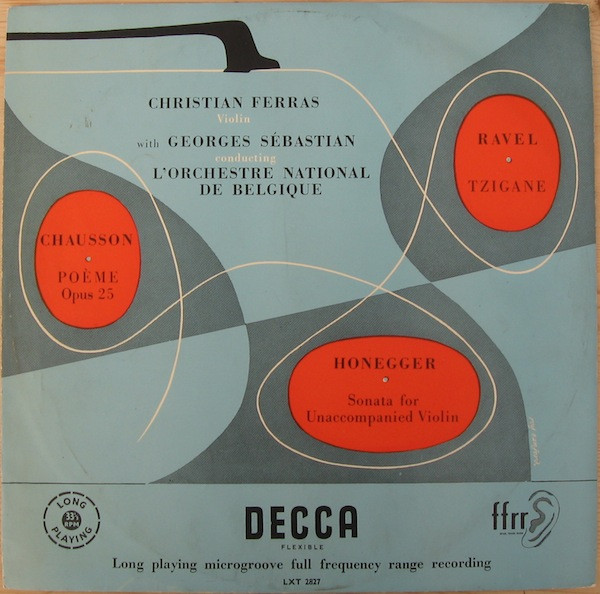 CHRISTIAN FERRAS
Violin
with GEORGES SÉBASTIAN
conducting
L'ORCHESTRE NATIONAL
DE BELGIQUE
RAVEL
TZIGANE
CHAUSSON
POÈME
Opus 25
HONEGGER
Sonata for
Unaccompanied Violin
LONG
33⅓
RPM
PLAYING
DECCA
FLEXIBLE
ffrr
Long playing microgroove full frequency range recording
LXT 2827